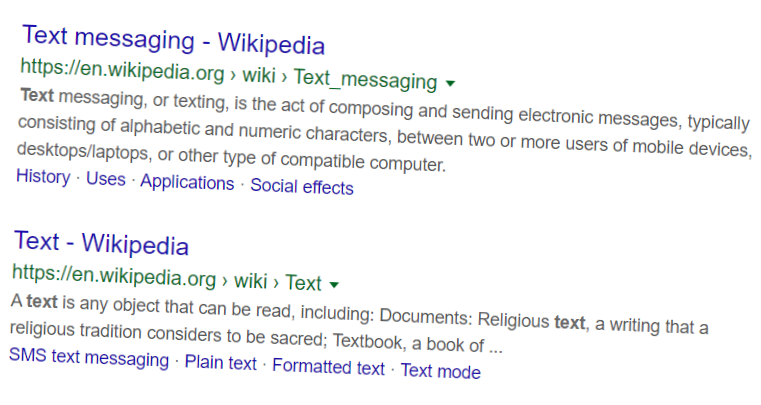 Text messaging - Wikipedia
https://en.wikipedia.org › wiki › Text_messaging
Text messaging, or texting, is the act of composing and sending electronic messages, typically
consisting of alphabetic and numeric characters, between two or more users of mobile devices,
desktops/laptops, or other type of compatible computer.
History · Uses · Applications · Social effects
Text - Wikipedia
https://en.wikipedia.org › wiki › Text
A text is any object that can be read, including: Documents: Religious text, a writing that a
religious tradition considers to be sacred; Textbook, a book of ...
SMS text messaging · Plain text · Formatted text · Text mode